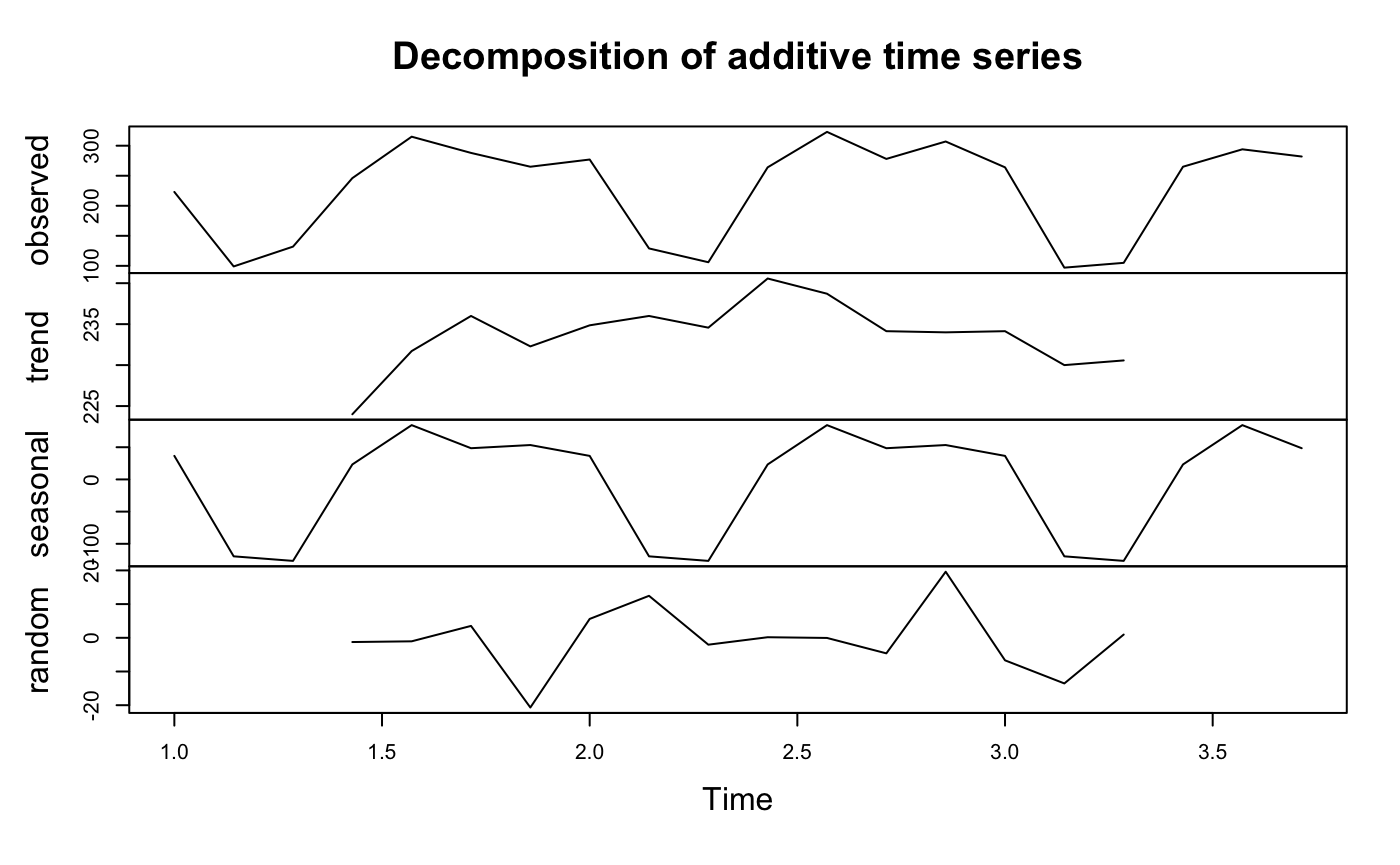 Decomposition of additive time series
observed
100 200 300
trend
225 235
seasonal
-100 0
random
-20 0 20
1.0 1.5 2.0 2.5 3.0 3.5
Time